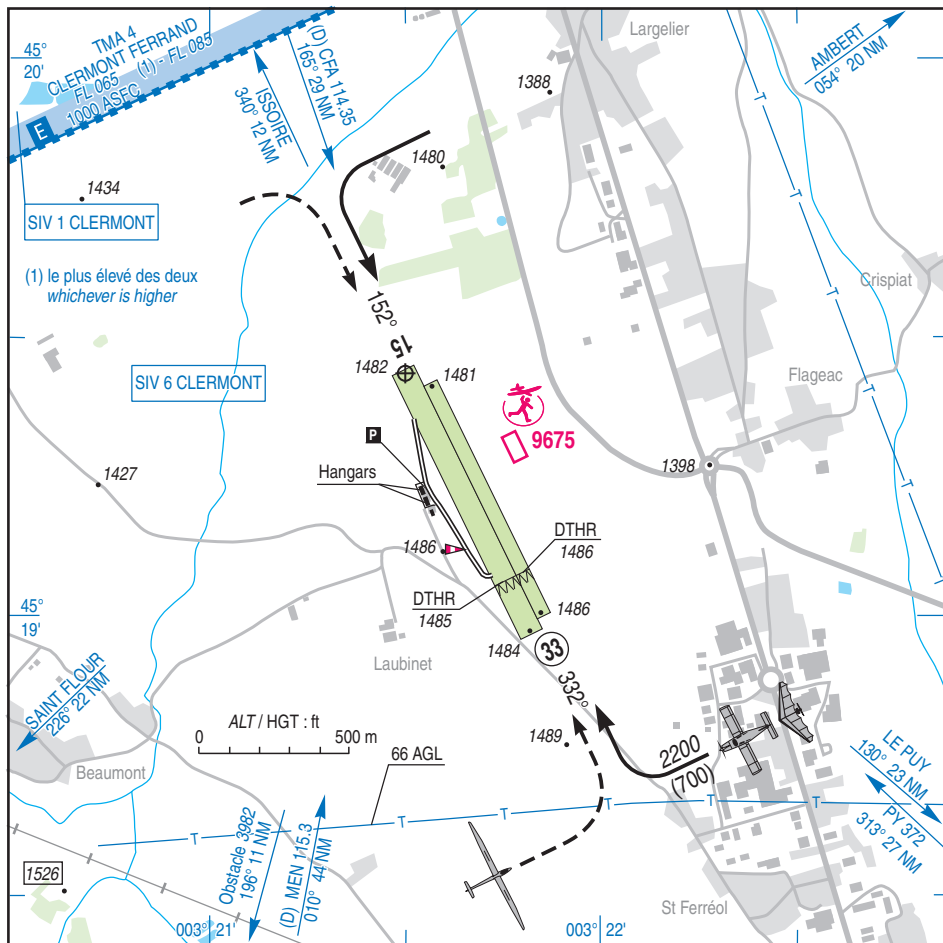 45°
20'
TMA 4
CLERMONT FERRAND
FL 065 (1) - FL 085
1000 ASFC
E
(D) CFA 114.35
165° 29 NM
ISSOIRE
340° 12 NM
Largelier
1388
AMBERT
054° 20 NM
T
1480
1434
SIV 1 CLERMONT
(1) le plus élevé des deux
whichever is higher
Crispiat
T
152°
15
1482
1481
SIV 6 CLERMONT
Flageac
9675
P
1427
Hangars
1398
T
DTHR
1486
1486
T
DTHR
1485
1486
45°
19'
1484
33
Laubinet
332°
SAINT FLOUR
226° 22 NM
ALT / HGT : ft
0
500 m
1489
2200
(700)
66 AGL
Beaumont
LE PUY
130° 23 NM
PY 372
313° 27 NM
T
T
T
T
T
T
Obstacle 3982
196° 11 NM
(D) MEN 115.3
010° 44 NM
1526
St Ferréol
003° 21'
003° 22'